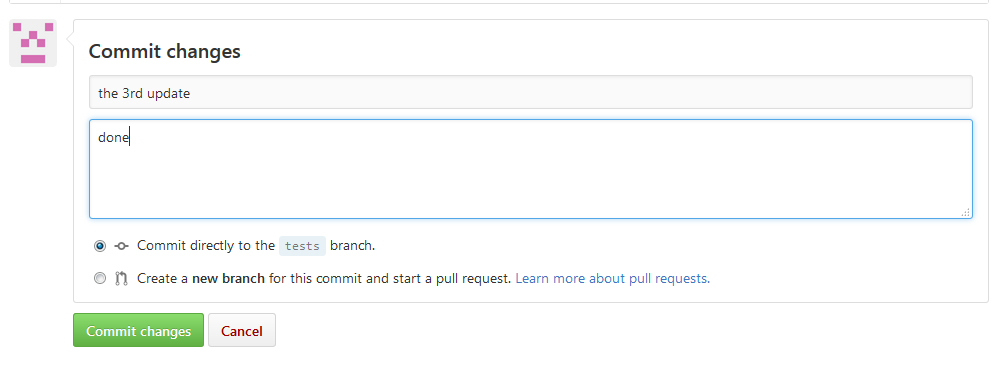 Commit changes
the 3rd update
done
Commit directly to the tests branch.
Create a new branch for this commit and start a pull request. Learn more about pull requests.
Commit changes Cancel